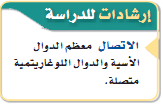 إرشادات للدراسة
الاتصال معظم الدوال
الأسية والدوال اللوغاريتمية
متصلة.